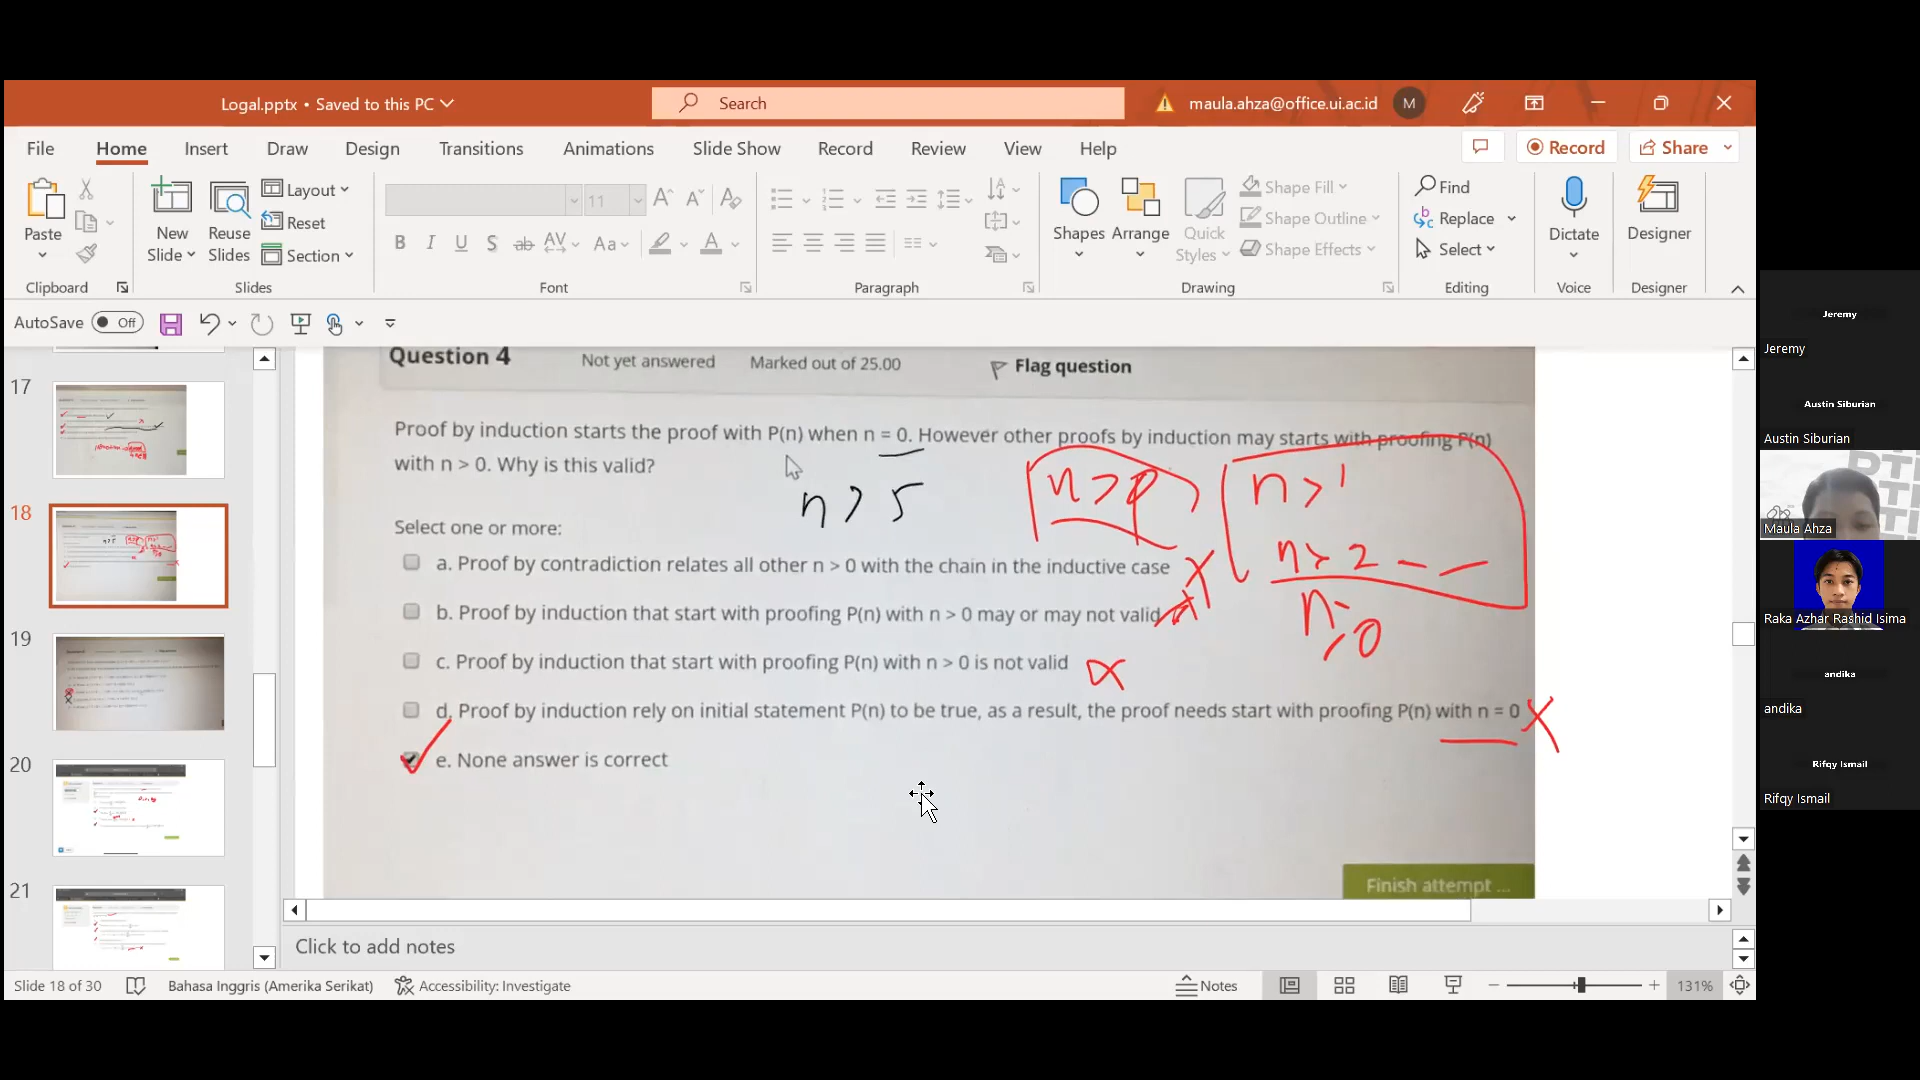 Logal.pptx • Saved to this PC
Search
maula.ahza@office.ui.ac.id
M
File
Home
Insert
Draw
Design
Transitions
Animations
Slide Show
Record
Review
View
Help
Record
Share
Paste
New
Slide
Reuse
Slides
Layout
Reset
Section
11
B I U S ab AV Aa A
Shapes
Arrange
Quick
Styles
Shape Fill
Shape Outline
Shape Effects
Find
Replace
Select
Dictate
Designer
Clipboard
Slides
Font
Paragraph
Drawing
Editing
Voice
Designer
AutoSave Off
17
18
19
20
21
Question 4
Not yet answered
Marked out of 25.00
Flag question
Proof by induction starts the proof with P(n) when n = 0. However other proofs by induction may starts with proofing P(n)
with n > 0. Why is this valid?
n > 5
n > 1
n > 2 - -
Select one or more:
a. Proof by contradiction relates all other n > 0 with the chain in the inductive case
b. Proof by induction that start with proofing P(n) with n > 0 may or may not valid
c. Proof by induction that start with proofing P(n) with n > 0 is not valid
d. Proof by induction rely on initial statement P(n) to be true, as a result, the proof needs start with proofing P(n) with n = 0
e. None answer is correct
Finish attempt ...
Click to add notes
Slide 18 of 30
Bahasa Inggris (Amerika Serikat)
Accessibility: Investigate
Notes
131%
Jeremy
Jeremy
Austin Siburian
Austin Siburian
Maula Ahza
Raka Azhar Rashid Isima
andika
andika
Rifqy Ismail
Rifqy Ismail